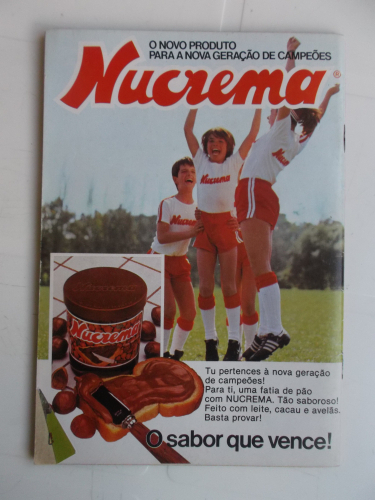 O NOVO PRODUTO
PARA A NOVA GERAÇÃO DE CAMPEÕES
Nucrema®
Nucrema
Nucrema
Nucrema
Nucrema
Tu pertences à nova geração
de campeões!
Para ti, uma fatia de pão
com NUCREMA. Tão saboroso!
Feito com leite, cacau e avelãs.
Basta provar!
O sabor que vence!